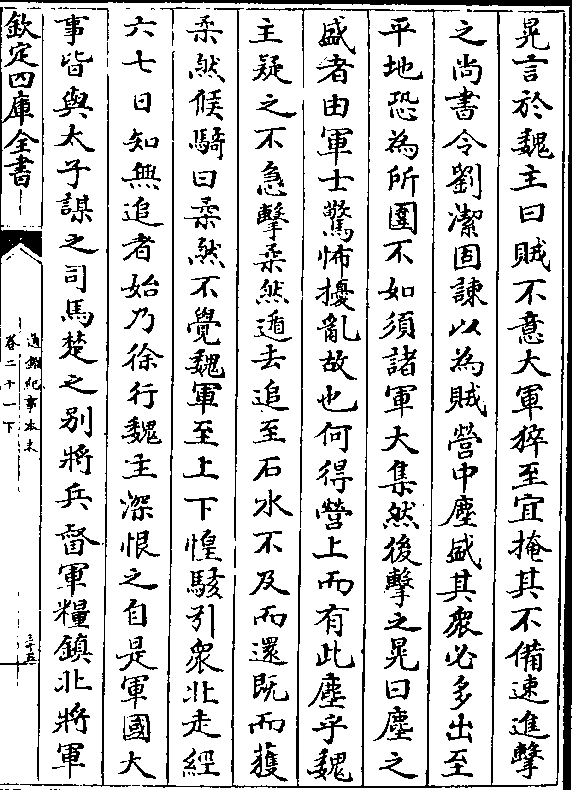 晃言於魏主曰賊不意大軍猝至宜掩其不備速進擊
之尚書令劉潔固諫以為賊營中塵盛其衆必多出至
平地恐為所圍不如須諸軍大集然後擊之晃曰塵之
盛者由軍士驚怖擾亂故也何得營上而有此塵乎魏
主疑之不急擊柔然遁去追至石水不及而還既而獲
柔然候騎曰柔然不覺魏軍至上下惶駭引衆北走經
六七日知無追者始乃徐行魏主深恨之自是軍國大
事皆與太子謀之司馬楚之别將兵督軍糧鎮北將軍
欽定四庫全書
通鑑紀事本末
卷二十一下
三十五